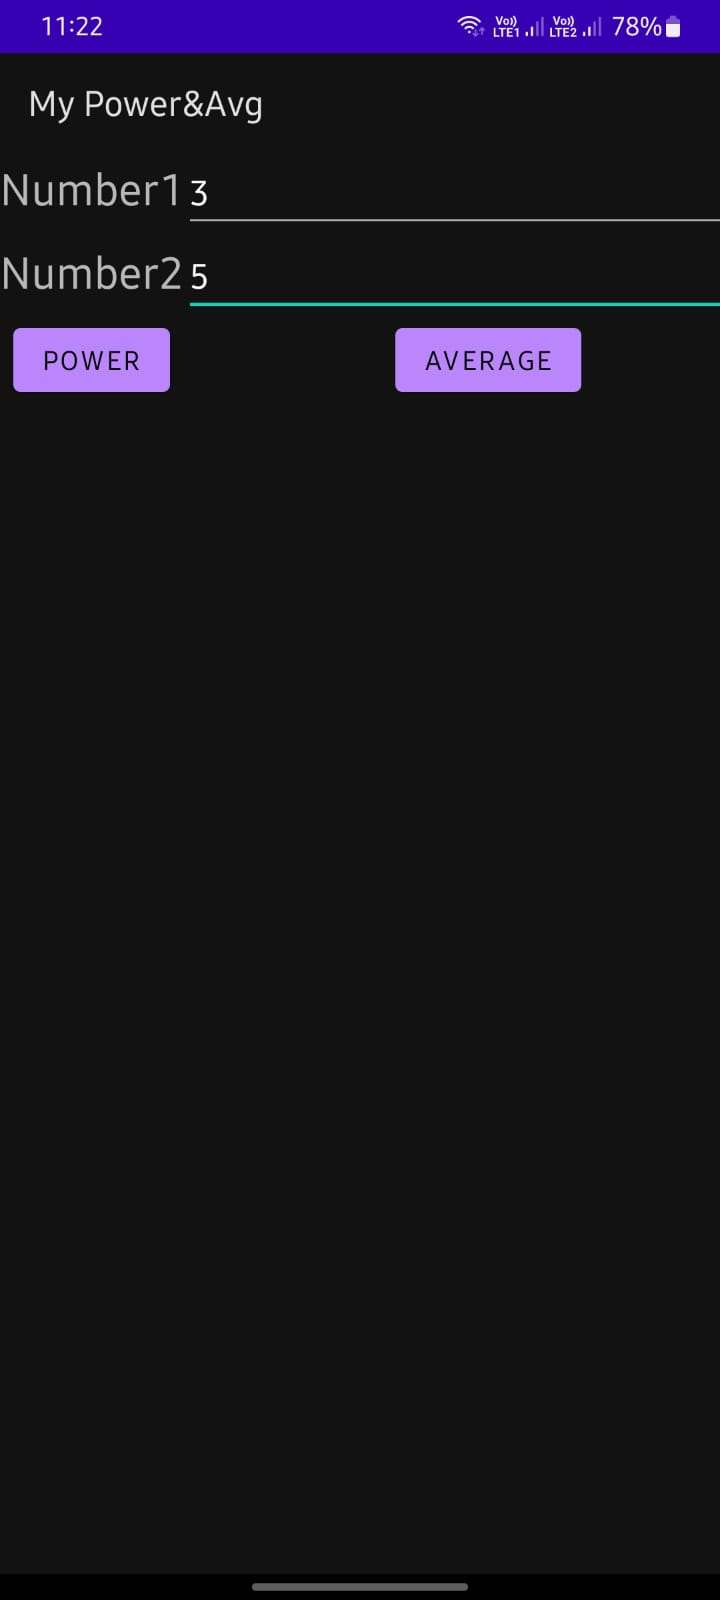 11:22 Vo)) LTE1 Vo)) LTE2 78%
My Power&Avg
Number1 3
Number2 5
POWER AVERAGE